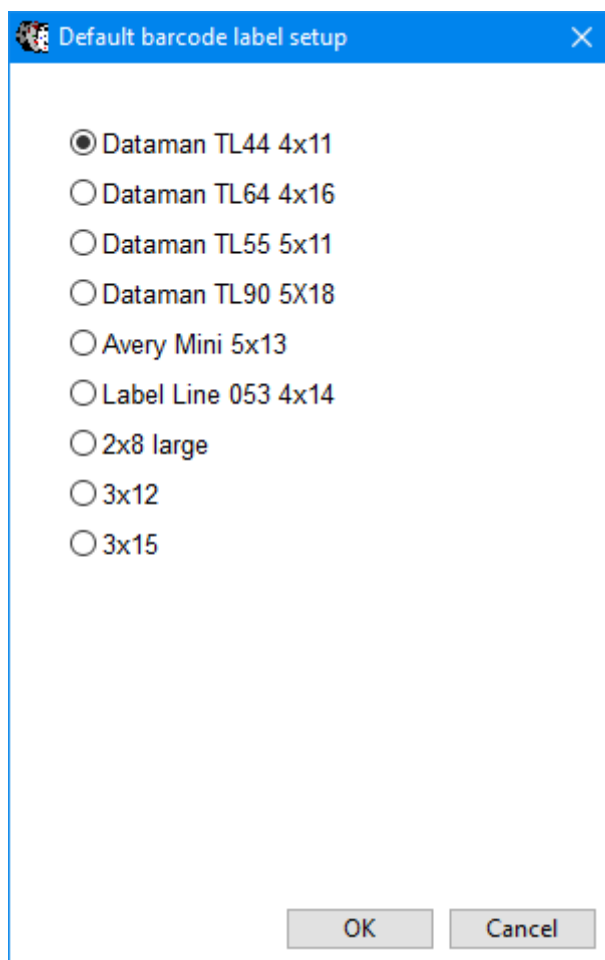 Default barcode label setup
Dataman TL44 4x11
Dataman TL64 4x16
Dataman TL55 5x11
Dataman TL90 5X18
Avery Mini 5x13
Label Line 053 4x14
2x8 large
3x12
3x15
OK Cancel